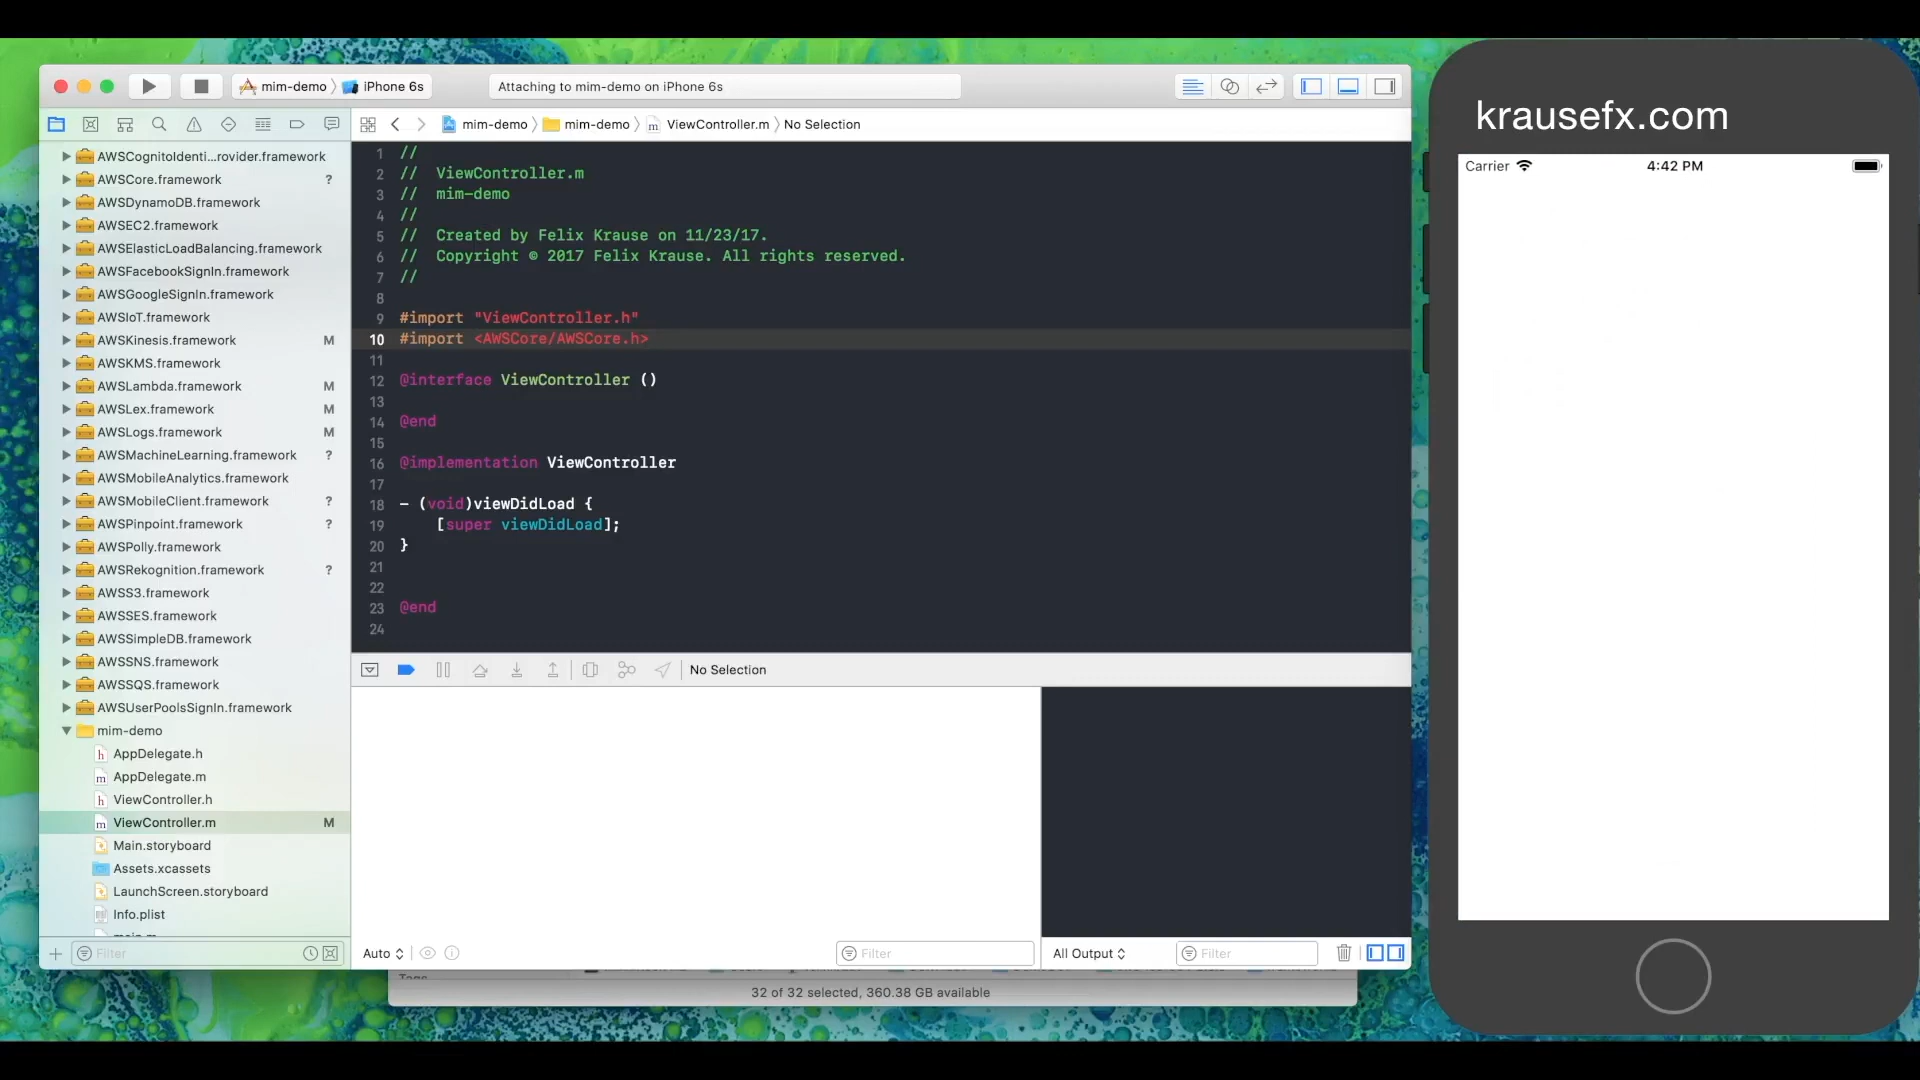 mim-demo
iPhone 6s
Attaching to mim-demo on iPhone 6s
mim-demo
mim-demo
ViewController.m
No Selection
AWSCognitoIdenti...rovider.framework
AWSCore.framework ?
AWSDynamoDB.framework
AWSEC2.framework
AWSElasticLoadBalancing.framework
AWSFacebookSignIn.framework
AWSGoogleSignIn.framework
AWSIoT.framework
AWSKinesis.framework M
AWSKMS.framework
AWSLambda.framework M
AWSLex.framework M
AWSLogs.framework M
AWSMachineLearning.framework ?
AWSMobileAnalytics.framework
AWSMobileClient.framework ?
AWSPinpoint.framework ?
AWSPolly.framework
AWSRekognition.framework ?
AWSS3.framework
AWSSES.framework
AWSSimpleDB.framework
AWSSNS.framework
AWSSQS.framework
AWSUserPoolsSignIn.framework
mim-demo
h AppDelegate.h
m AppDelegate.m
h ViewController.h
m ViewController.m M
Main.storyboard
Assets.xcassets
LaunchScreen.storyboard
Info.plist
Filter
1 //
2 // ViewController.m
3 // mim-demo
4 //
5 // Created by Felix Krause on 11/23/17.
6 // Copyright © 2017 Felix Krause. All rights reserved.
7 //
8
9 #import "ViewController.h"
10 #import <AWSCore/AWSCore.h>
11
12 @interface ViewController ()
13
14 @end
15
16 @implementation ViewController
17
18 - (void)viewDidLoad {
19 [super viewDidLoad];
20 }
21
22
23 @end
24
No Selection
Auto
Filter
All Output
Filter
32 of 32 selected, 360.38 GB available
krausefx.com
Carrier
4:42 PM